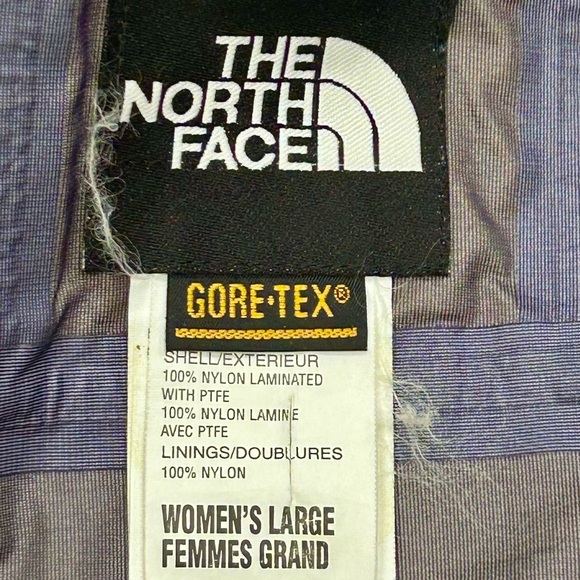 THE
NORTH
FACE
GORE-TEX®
SHELL/EXTERIEUR
100% NYLON LAMINATED
WITH PTFE
100% NYLON LAMINE
AVEC PTFE
LININGS/DOUBLURES
100% NYLON
WOMEN'S LARGE
FEMMES GRAND